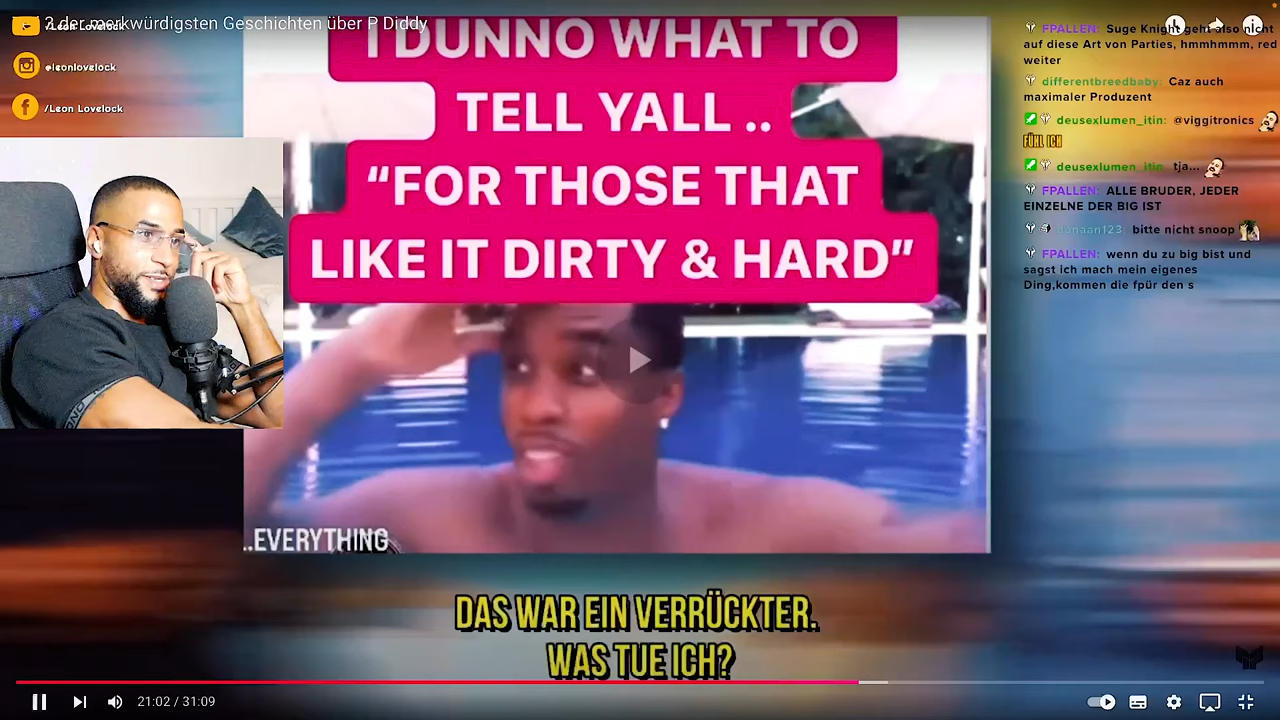 2 der merkwürdigsten Geschichten über P Diddy
/Leon Lovelock
@leonlovelock
/Leon Lovelock
I DUNNO WHAT TO
TELL YALL ..
“FOR THOSE THAT
LIKE IT DIRTY & HARD”
..EVERYTHING
DAS WAR EIN VERRÜCKTER.
WAS TUE ICH?
FPALLEN: Suge Knight geht also nicht
auf diese Art von Parties, hmmhmmm, red
weiter
differentbreedbaby: Caz auch
maximaler Produzent
deusexlumen_itin: @viggitronics
FÜHL ICH
deusexlumen_itin: tja...
FPALLEN: ALLE BRUDER, JEDER
EINZELNE DER BIG IST
bitte nicht snoop
FPALLEN: wenn du zu big bist und
sagst ich mach mein eigenes
Ding,kommen die fpür den s
21:02 / 31:09